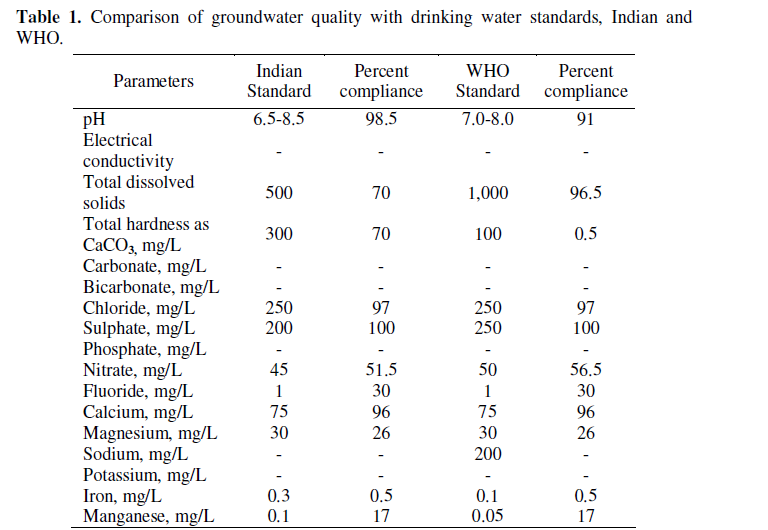 Table 1. Comparison of groundwater quality with drinking water standards, Indian and
WHO.
Parameters Indian Standard Percent compliance WHO Standard Percent compliance
pH 6.5-8.5 98.5 7.0-8.0 91
Electrical
conductivity - - - -
Total dissolved
solids 500 70 1,000 96.5
Total hardness as
CaCO3, mg/L 300 70 100 0.5
Carbonate, mg/L - - - -
Bicarbonate, mg/L - - - -
Chloride, mg/L 250 97 250 97
Sulphate, mg/L 200 100 250 100
Phosphate, mg/L - - - -
Nitrate, mg/L 45 51.5 50 56.5
Fluoride, mg/L 1 30 1 30
Calcium, mg/L 75 96 75 96
Magnesium, mg/L 30 26 30 26
Sodium, mg/L - - 200 -
Potassium, mg/L - - - -
Iron, mg/L 0.3 0.5 0.1 0.5
Manganese, mg/L 0.1 17 0.05 17